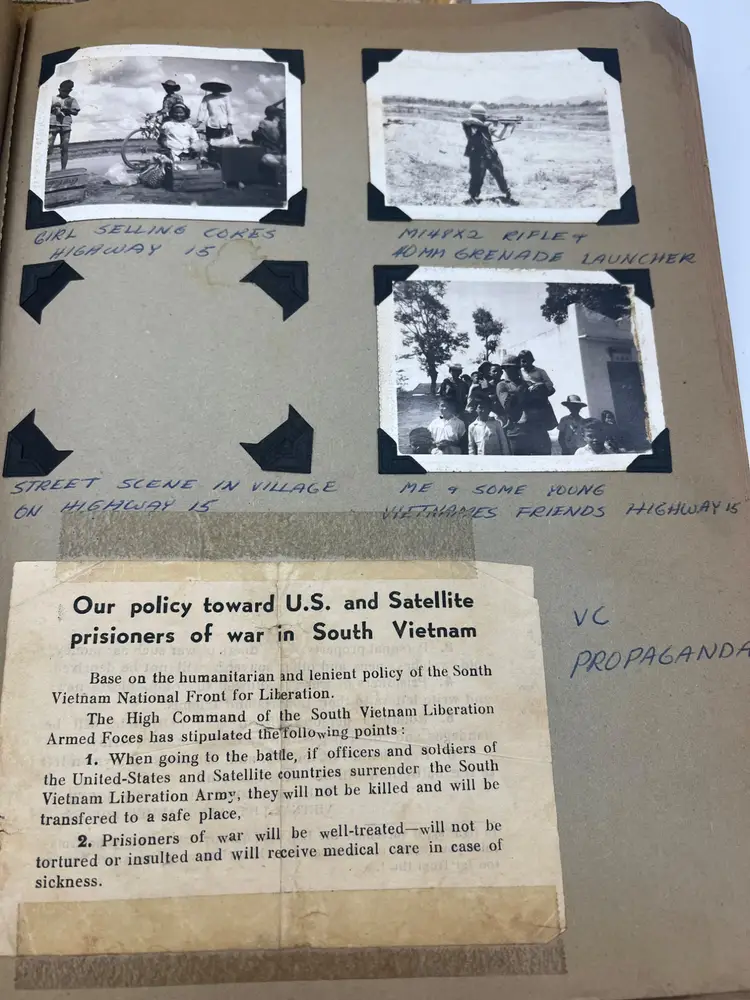 GIRL SELLING COKES
HIGHWAY 15
M148X2 RIFLE &
40MM GRENADE LAUNCHER
STREET SCENE IN VILLAGE
ON HIGHWAY 15
ME & SOME YOUNG
VIETNAMES FRIENDS HIGHWAY 15
Our policy toward U.S. and Satellite
prisioners of war in South Vietnam
Base on the humanitarian and lenient policy of the Sonth
Vietnam National Front for Liberation.
The High Command of the South Vietnam Liberation
Armed Foces has stipulated the following points :
1. When going to the battle, if officers and soldiers of
the United-States and Satellite countries surrender the South
Vietnam Liberation Army, they will not be killed and will be
transfered to a safe place,
2. Prisioners of war will be well-treated—will not be
tortured or insulted and will receive medical care in case of
sickness.
VC
PROPAGANDA